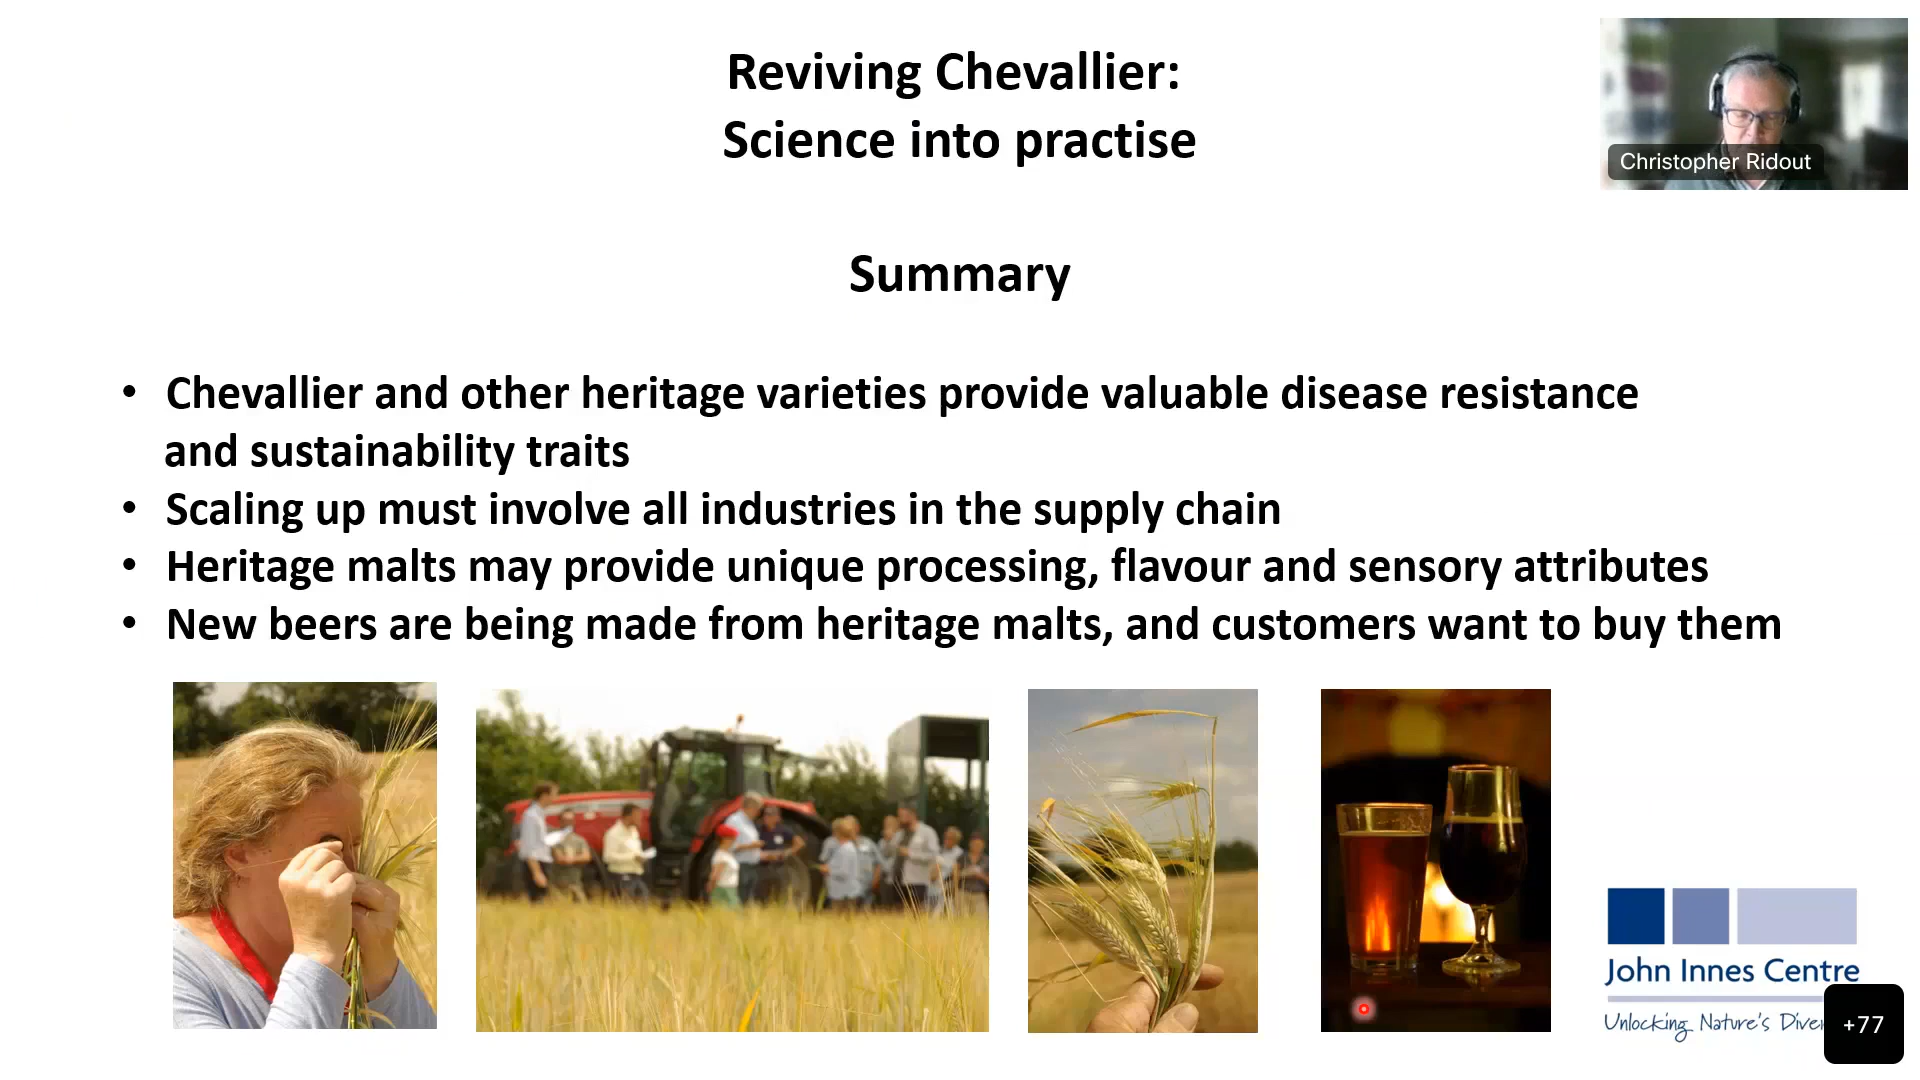 Reviving Chevallier:
Science into practise
Christopher Ridout
Summary
• Chevallier and other heritage varieties provide valuable disease resistance
and sustainability traits
• Scaling up must involve all industries in the supply chain
• Heritage malts may provide unique processing, flavour and sensory attributes
• New beers are being made from heritage malts, and customers want to buy them
John Innes Centre
Unlocking Nature's
+77